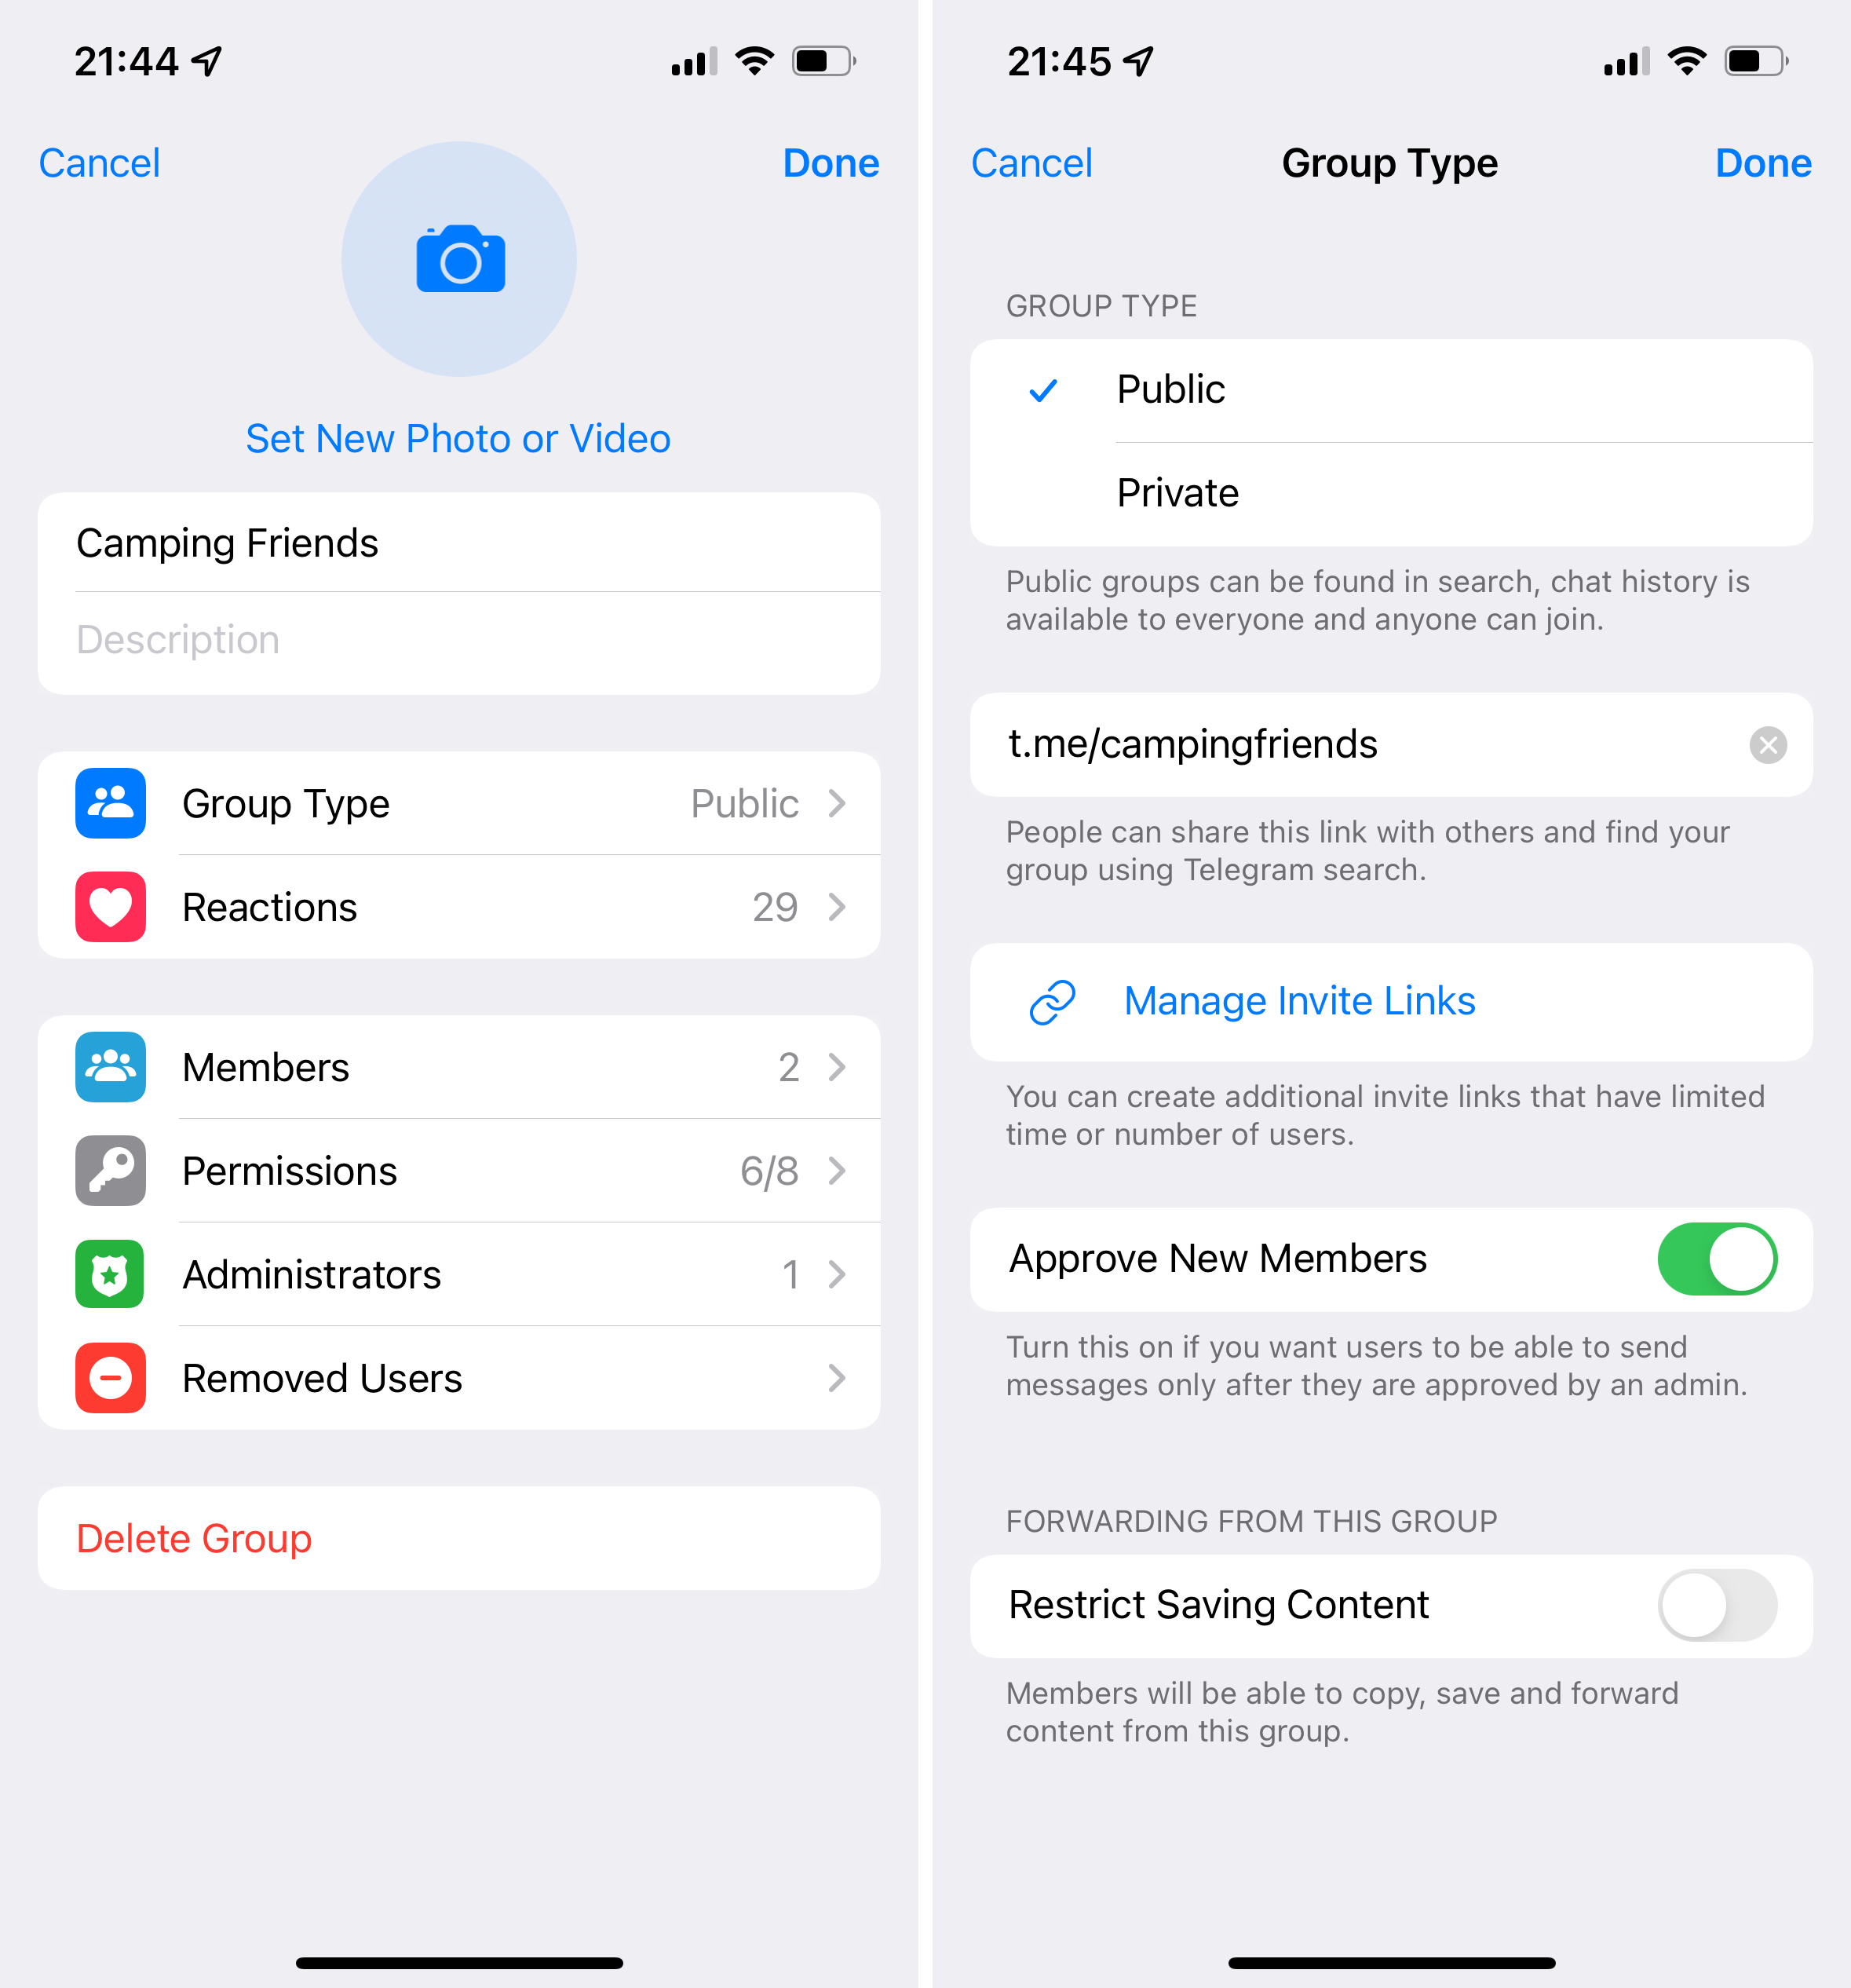 21:44
Cancel
Done
Set New Photo or Video
Camping Friends
Description
Group Type Public
Reactions 29
Members 2
Permissions 6/8
Administrators 1
Removed Users
Delete Group
21:45
Cancel Group Type Done
GROUP TYPE
Public
Private
Public groups can be found in search, chat history is
available to everyone and anyone can join.
t.me/campingfriends
People can share this link with others and find your
group using Telegram search.
Manage Invite Links
You can create additional invite links that have limited
time or number of users.
Approve New Members
Turn this on if you want users to be able to send
messages only after they are approved by an admin.
FORWARDING FROM THIS GROUP
Restrict Saving Content
Members will be able to copy, save and forward
content from this group.